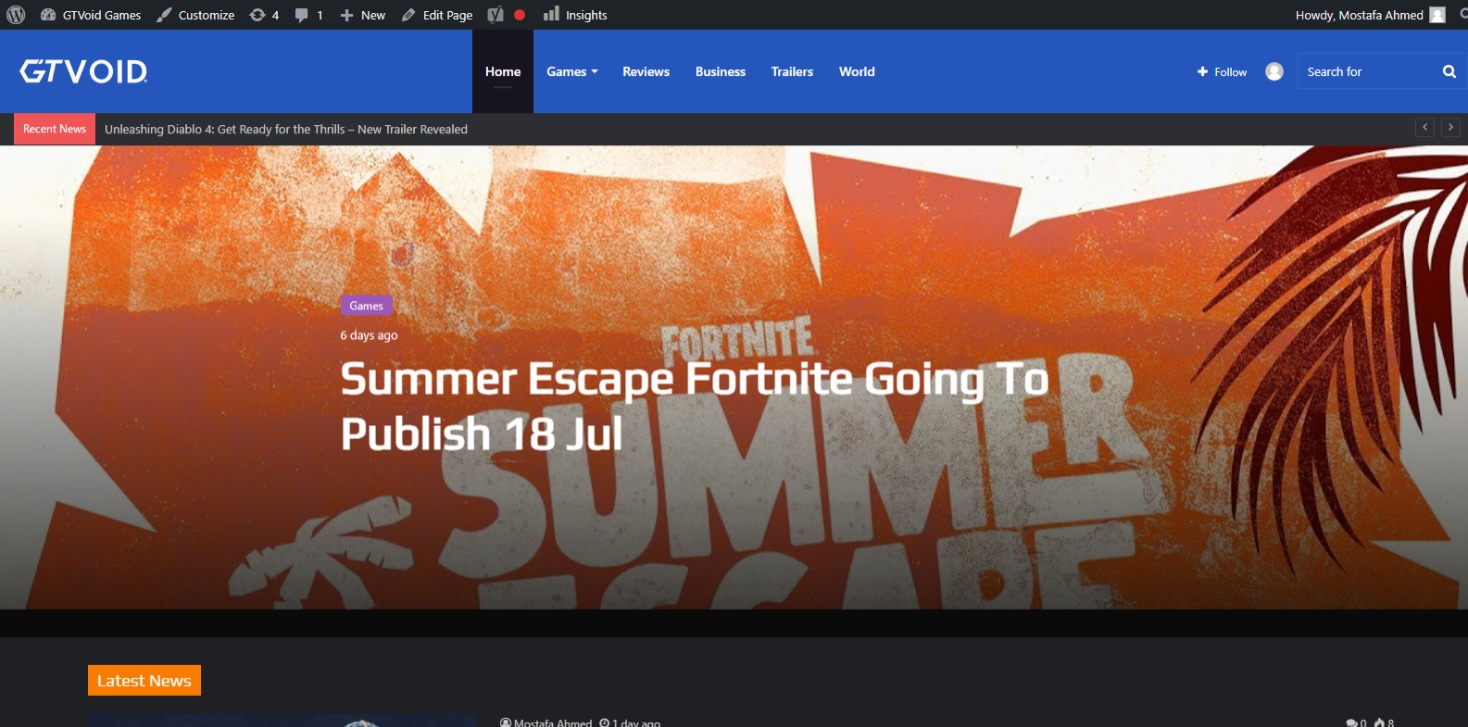 GTVoid Games Customize 4 1 New Edit Page Insights Howdy, Mostafa Ahmed
GTVOID
Home Games Reviews Business Trailers World Follow Search for
Recent News Unleashing Diablo 4: Get Ready for the Thrills – New Trailer Revealed
Games
6 days ago
FORTNITE
Summer Escape Fortnite Going To
Publish 18 Jul
SUMMER
ESCAPE
Latest News
Mostafa Ahmed 1 day ago 0 8